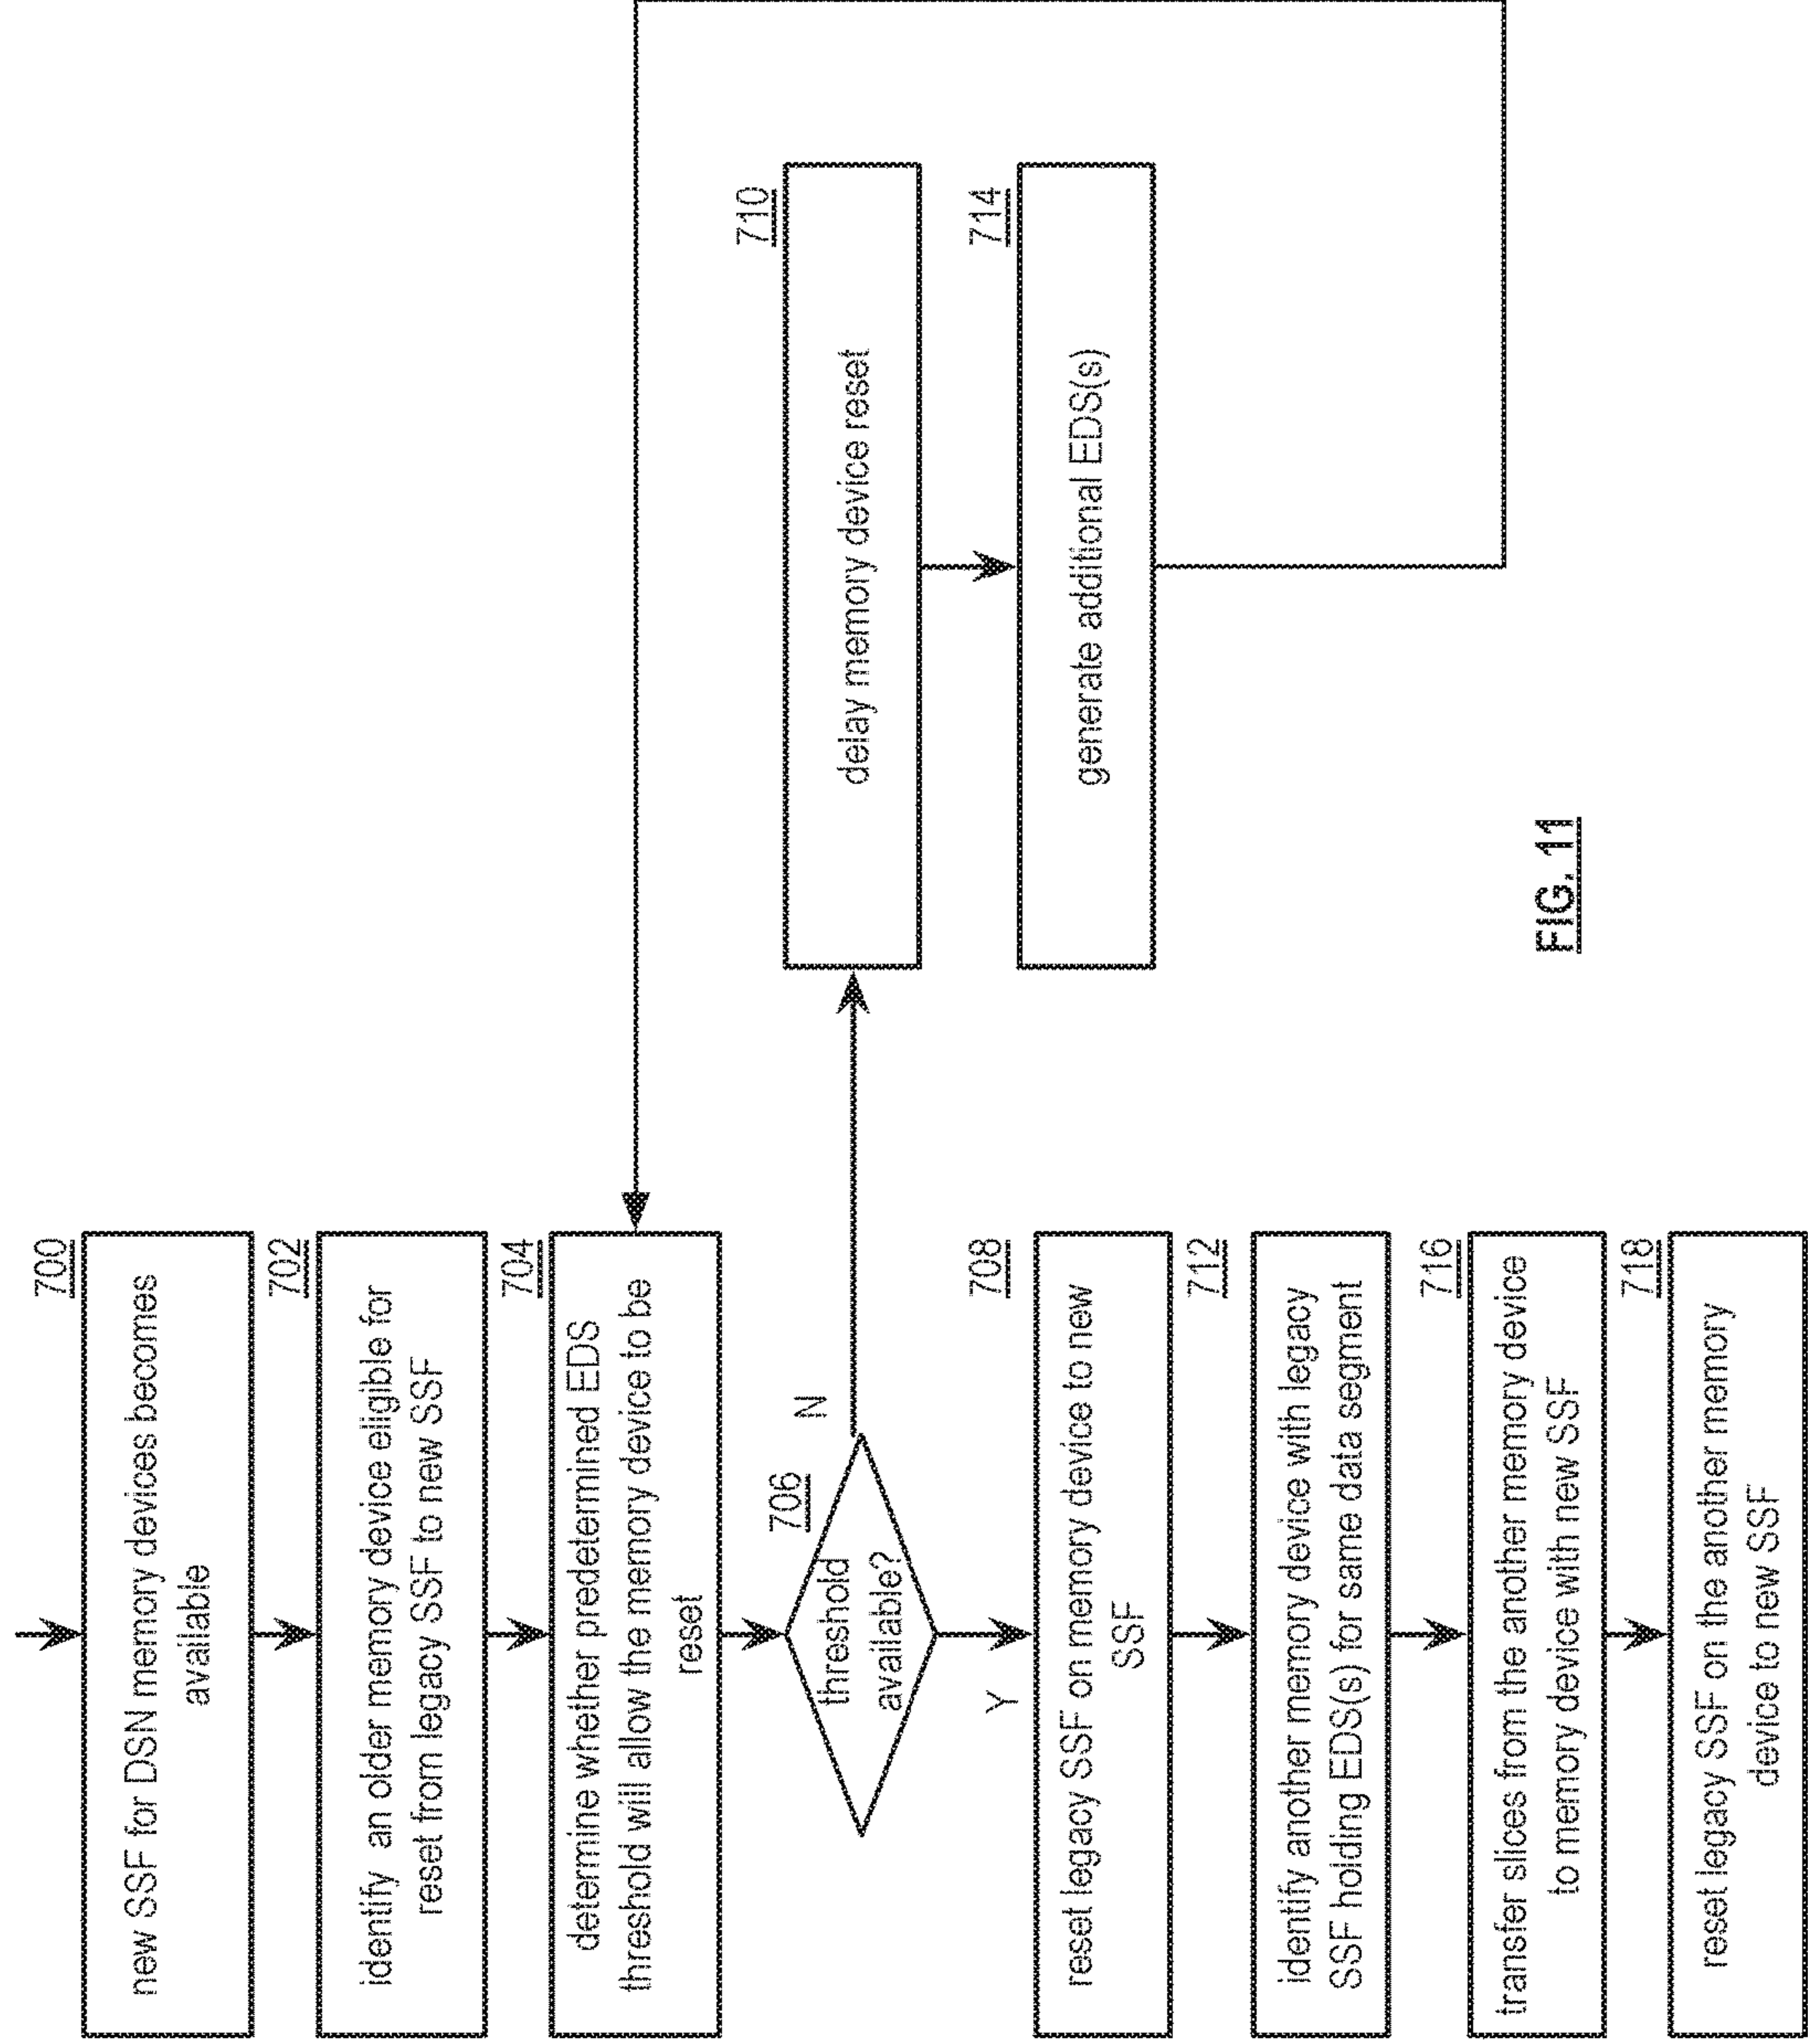 700
new SSF for DSN memory devices becomes
available
702
identify an older memory device eligible for
reset from legacy SSF to new SSF
704
determine whether predetermined EDS
threshold will allow the memory device to be
reset
706
threshold
available?
N
Y
710
delay memory device reset
714
generate additional EDS(s)
708
reset legacy SSF on memory device to new
SSF
712
identify another memory device with legacy
SSF holding EDS(s) for same data segment
716
transfer slices from the another memory device
to memory device with new SSF
718
reset legacy SSF on the another memory
device to new SSF
FIG. 11